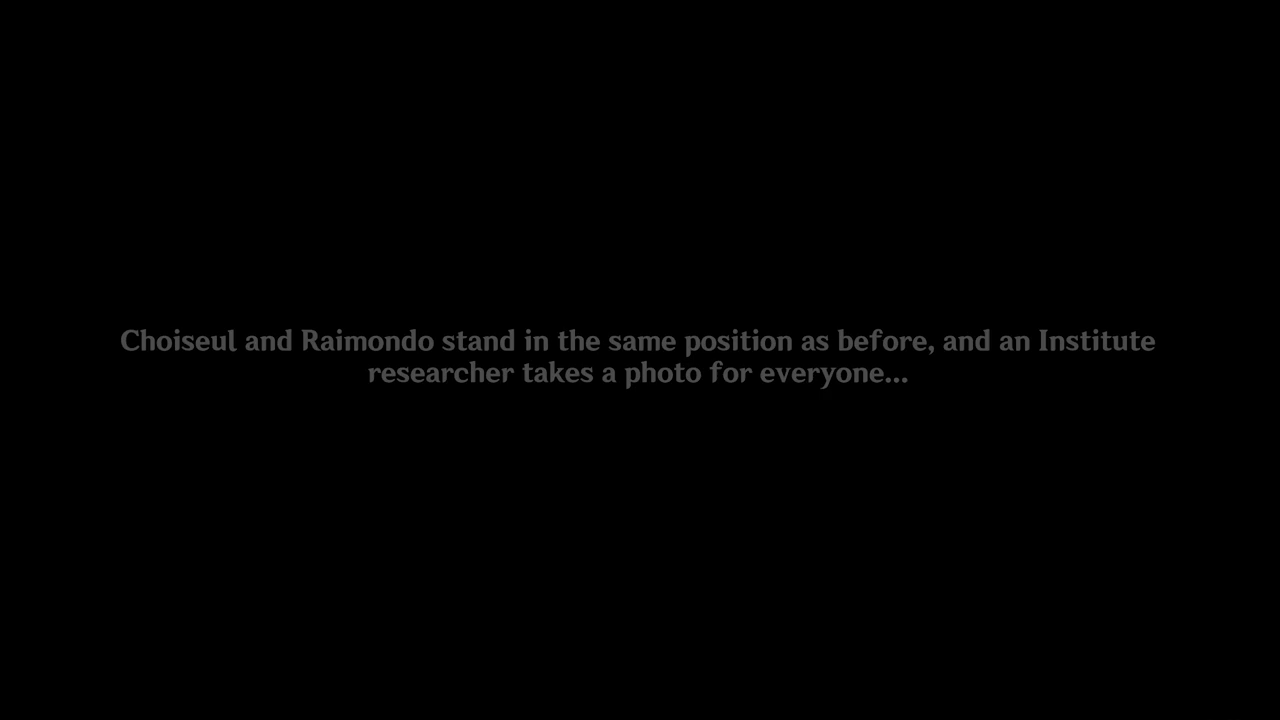 Choiseul and Raimondo stand in the same position as before, and an Institute
researcher takes a photo for everyone...